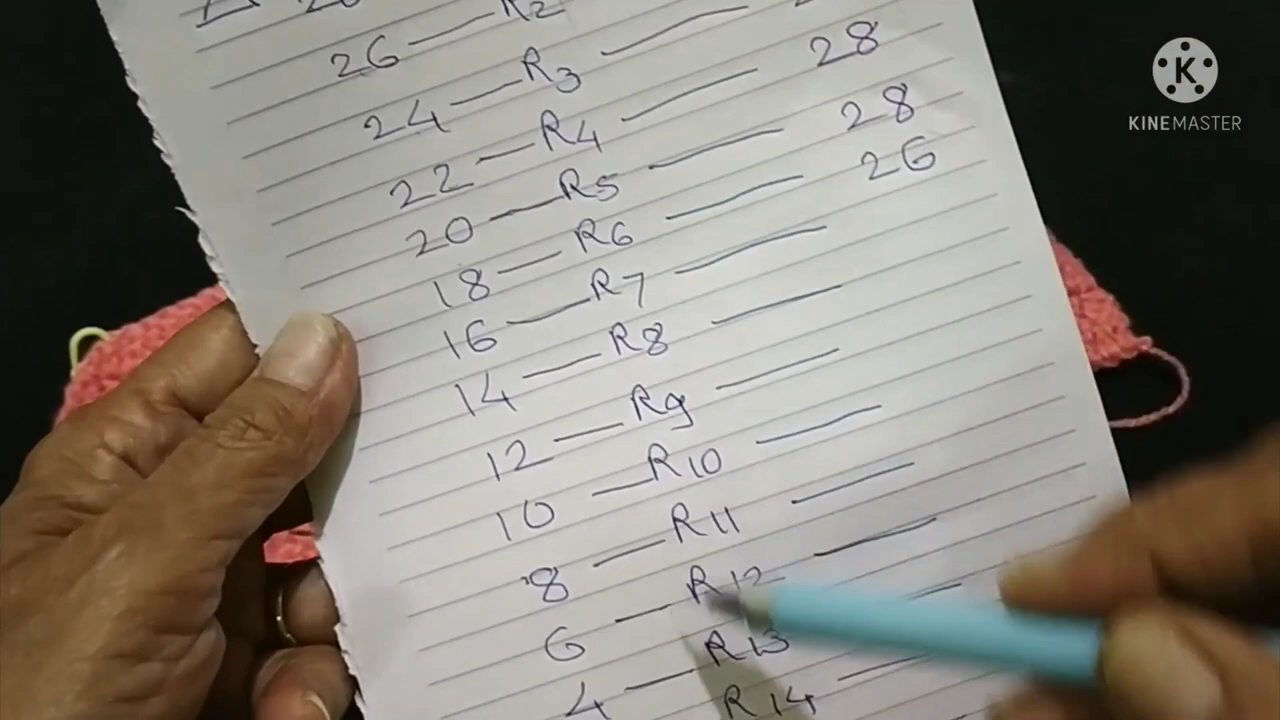 26 — R2
24 — R3 —
22 — R4 — 28
20 — R5 — 28
18 — R6 — 26
16 — R7 —
14 — R8 —
12 — R9 —
10 — R10 —
8 — R11 —
6 — R12 —
4 — R13 —
R14 —
KINEMASTER